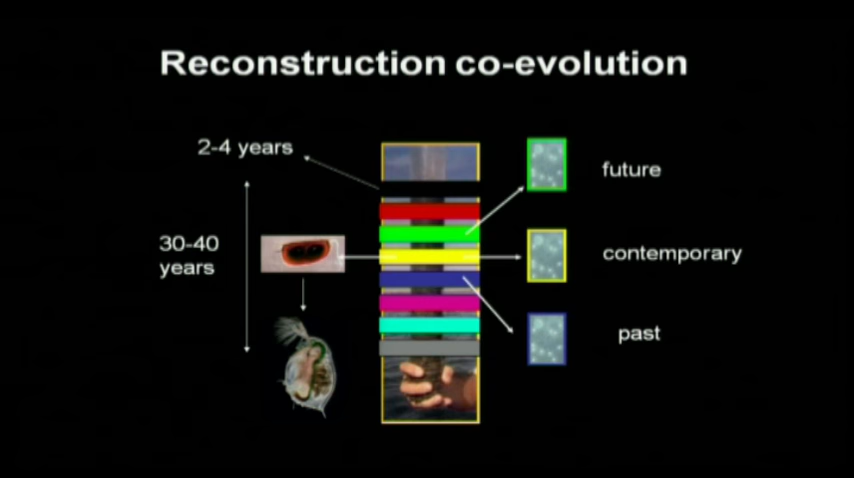 Reconstruction co-evolution
2-4 years
future
30-40
years
contemporary
past